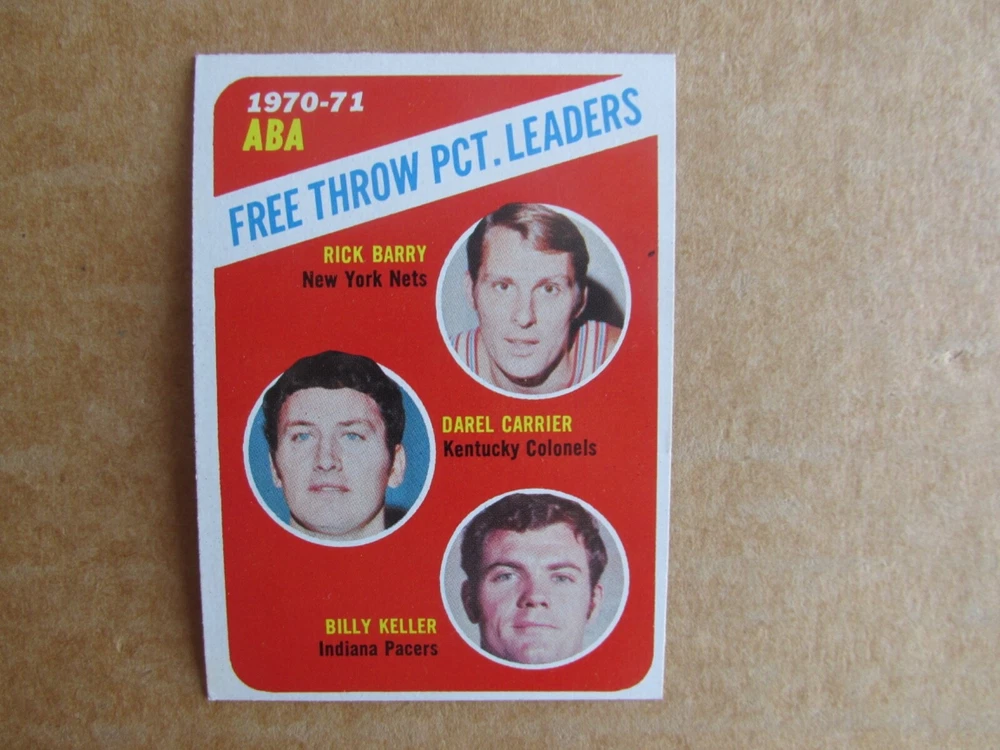 1970-71
ABA
FREE THROW PCT. LEADERS
RICK BARRY
New York Nets
DAREL CARRIER
Kentucky Colonels
BILLY KELLER
Indiana Pacers